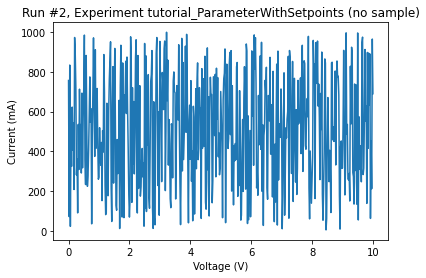 Run #2, Experiment tutorial_ParameterWithSetpoints (no sample)
1000
800
600
400
200
0
Current (mA)
0 2 4 6 8 10
Voltage (V)